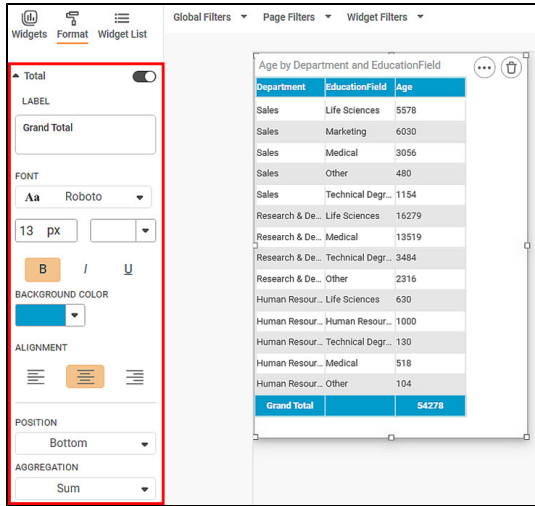 Widgets Format Widget List
Global Filters Page Filters Widget Filters
Total
LABEL
Grand Total
FONT
Aa Roboto
13 px
B I U
BACKGROUND COLOR
ALIGNMENT
POSITION
Bottom
AGGREGATION
Sum
Age by Department and EducationField
Department EducationField Age
Sales Life Sciences 5578
Sales Marketing 6030
Sales Medical 3056
Sales Other 480
Sales Technical Degr... 1154
Research & De... Life Sciences 16279
Research & De... Medical 13519
Research & De... Technical Degr... 3484
Research & De... Other 2316
Human Resour... Life Sciences 630
Human Resour... Human Resour... 1000
Human Resour... Technical Degr... 130
Human Resour... Medical 518
Human Resour... Other 104
Grand Total 54278